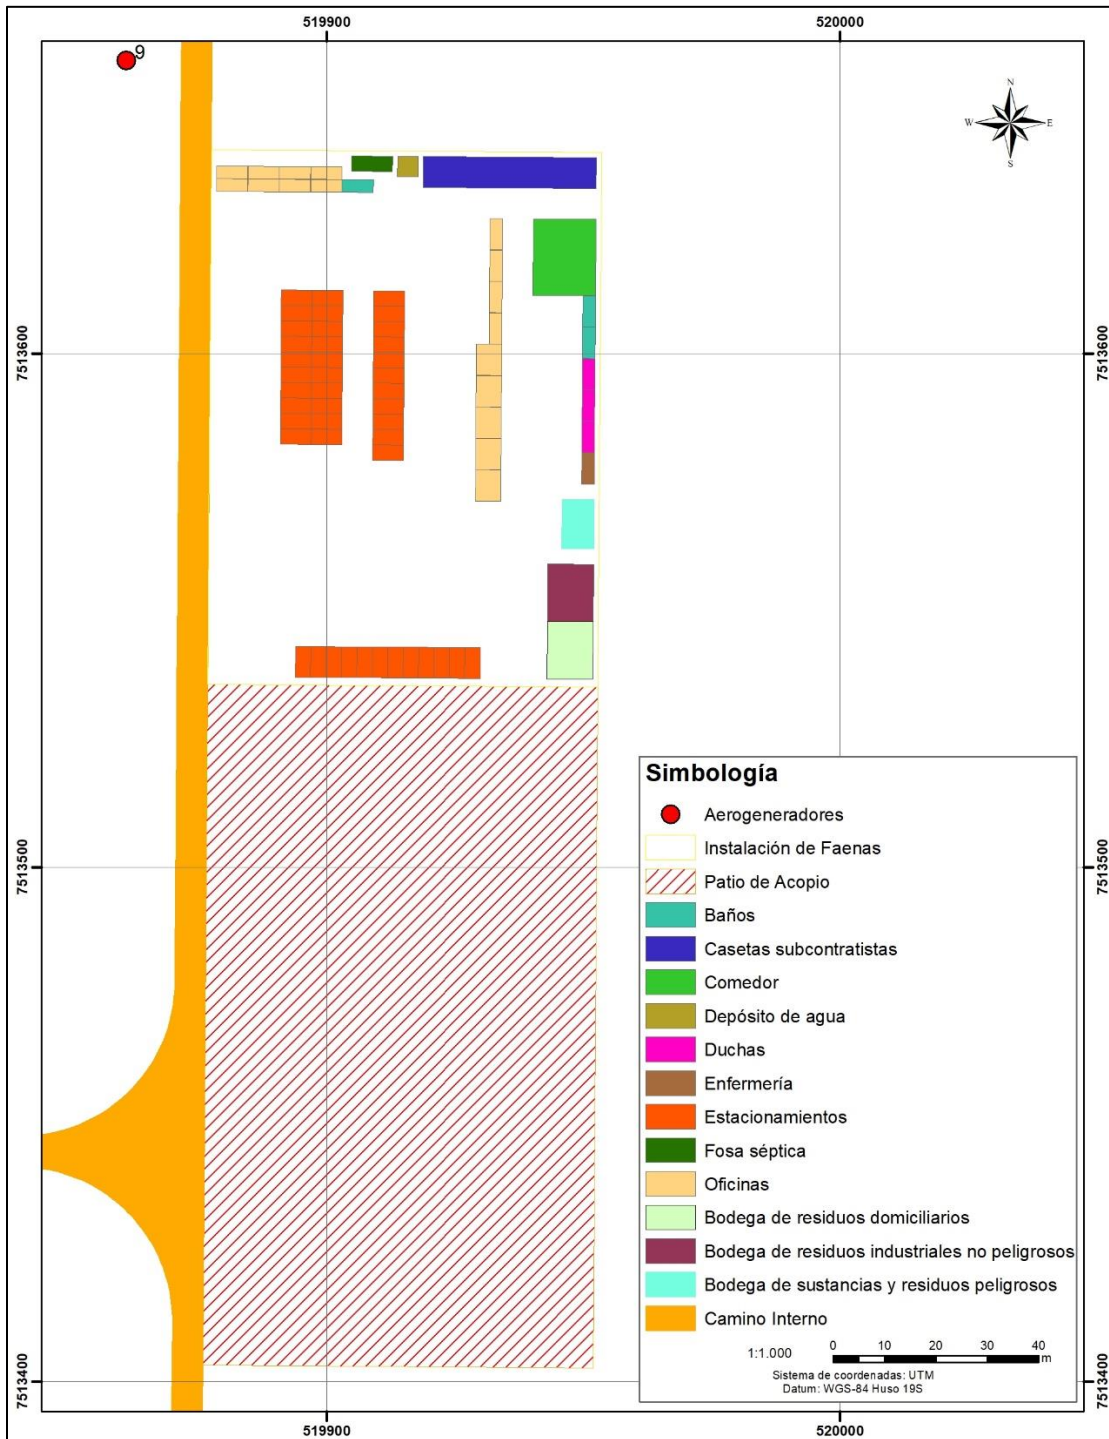 519900
520000
9
N
W
E
S
7513600
7513600
7513500
7513500
7513400
7513400
Simbología
Aerogeneradores
Instalación de Faenas
Patio de Acopio
Baños
Casetas subcontratistas
Comedor
Depósito de agua
Duchas
Enfermería
Estacionamientos
Fosa séptica
Oficinas
Bodega de residuos domiciliarios
Bodega de residuos industriales no peligrosos
Bodega de sustancias y residuos peligrosos
Camino Interno
1:1.000
0 10 20 30 40
m
Sistema de coordenadas: UTM
Datum: WGS-84 Huso 19S
519900
520000